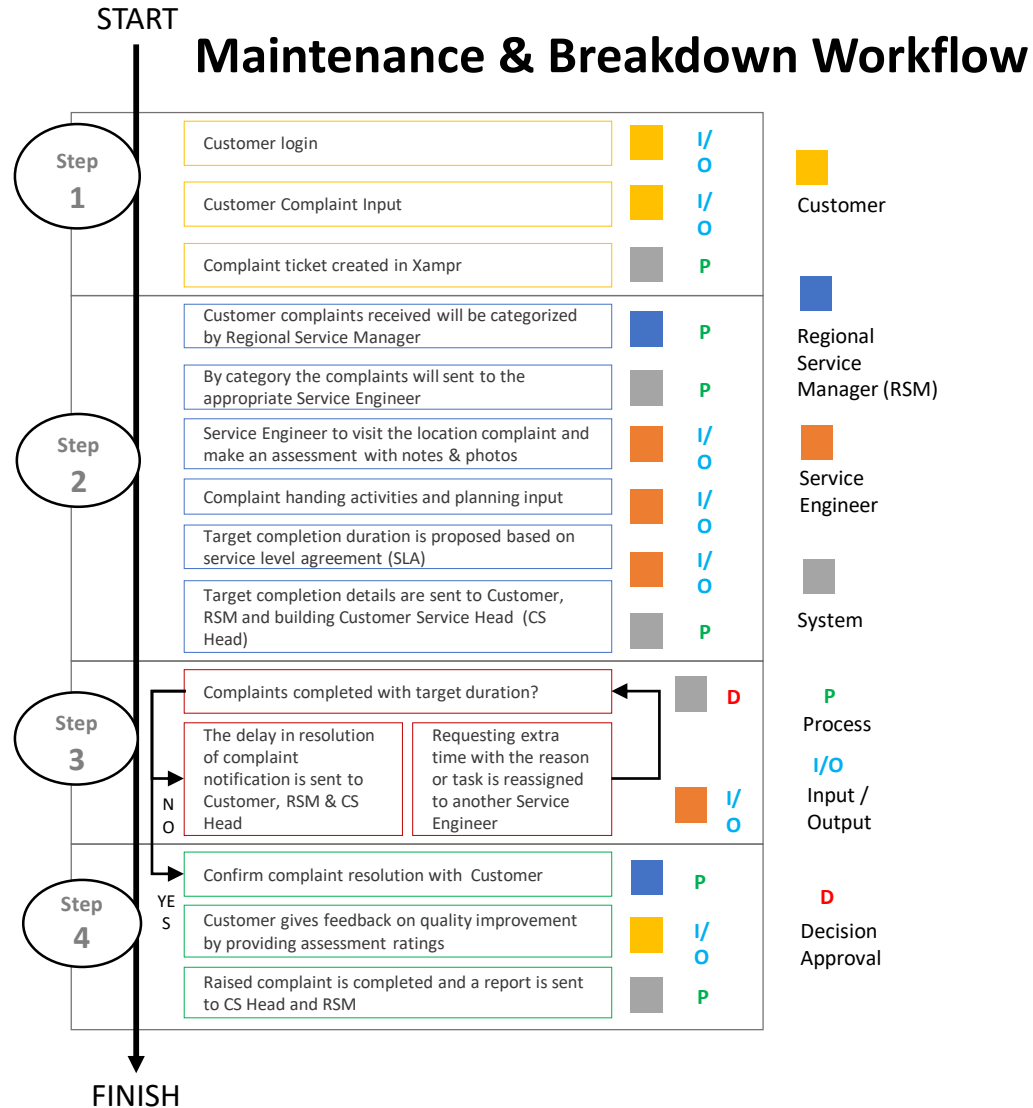 START
Maintenance & Breakdown Workflow
Step
1
Customer login
I/
O
Customer Complaint Input
I/
O
Complaint ticket created in Xampr
P
Customer
Step
2
Customer complaints received will be categorized
by Regional Service Manager
P
By category the complaints will sent to the
appropriate Service Engineer
P
Service Engineer to visit the location complaint and
make an assessment with notes & photos
I/
O
Complaint handing activities and planning input
I/
O
Target completion duration is proposed based on
service level agreement (SLA)
I/
O
Target completion details are sent to Customer,
RSM and building Customer Service Head (CS
Head)
P
Regional
Service
Manager (RSM)
Service
Engineer
System
Step
3
Complaints completed with target duration?
D
The delay in resolution
of complaint
notification is sent to
Customer, RSM & CS
Head
Requesting extra
time with the reason
or task is reassigned
to another Service
Engineer
I/
O
N
O
P
Process
I/O
Input /
Output
Step
4
YE
S
Confirm complaint resolution with Customer
P
Customer gives feedback on quality improvement
by providing assessment ratings
I/
O
Raised complaint is completed and a report is sent
to CS Head and RSM
P
D
Decision
Approval
FINISH